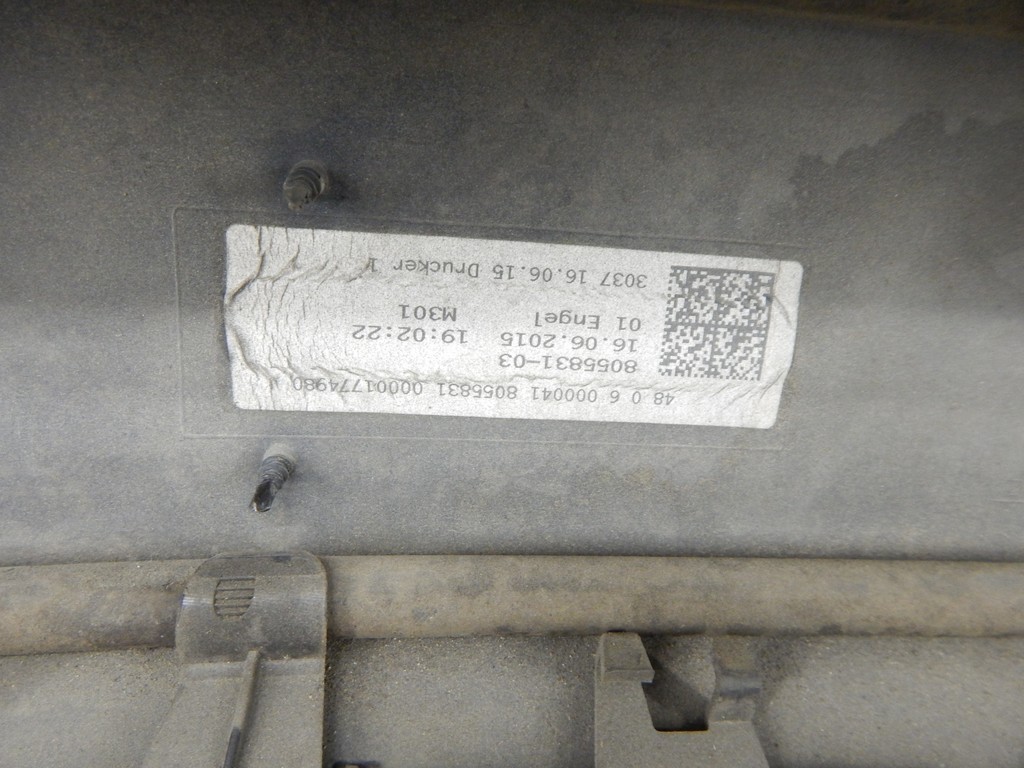 48 0 6 000041 8055831 00001774980
8055831-03
16.06.2015 19:02:22
01 Engel M301
3037 16.06.15 Drucker 1